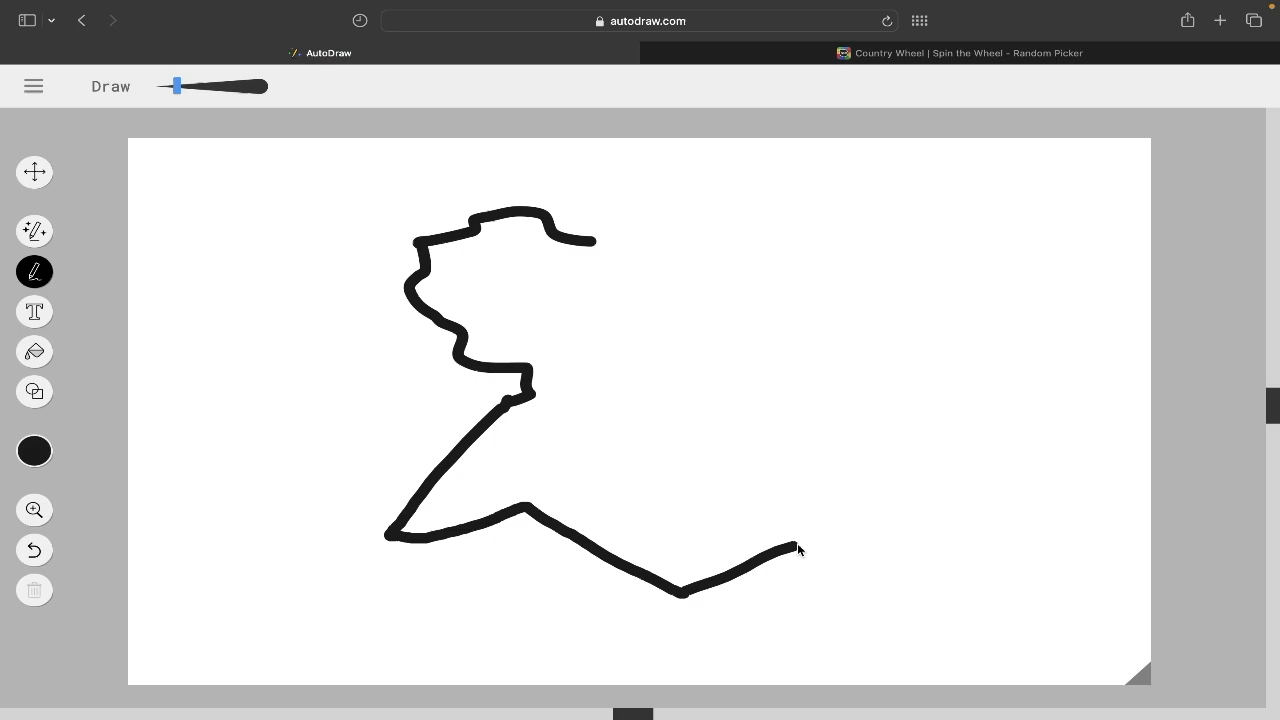 autodraw.com
AutoDraw
Country Wheel | Spin the Wheel - Random Picker
Draw
T